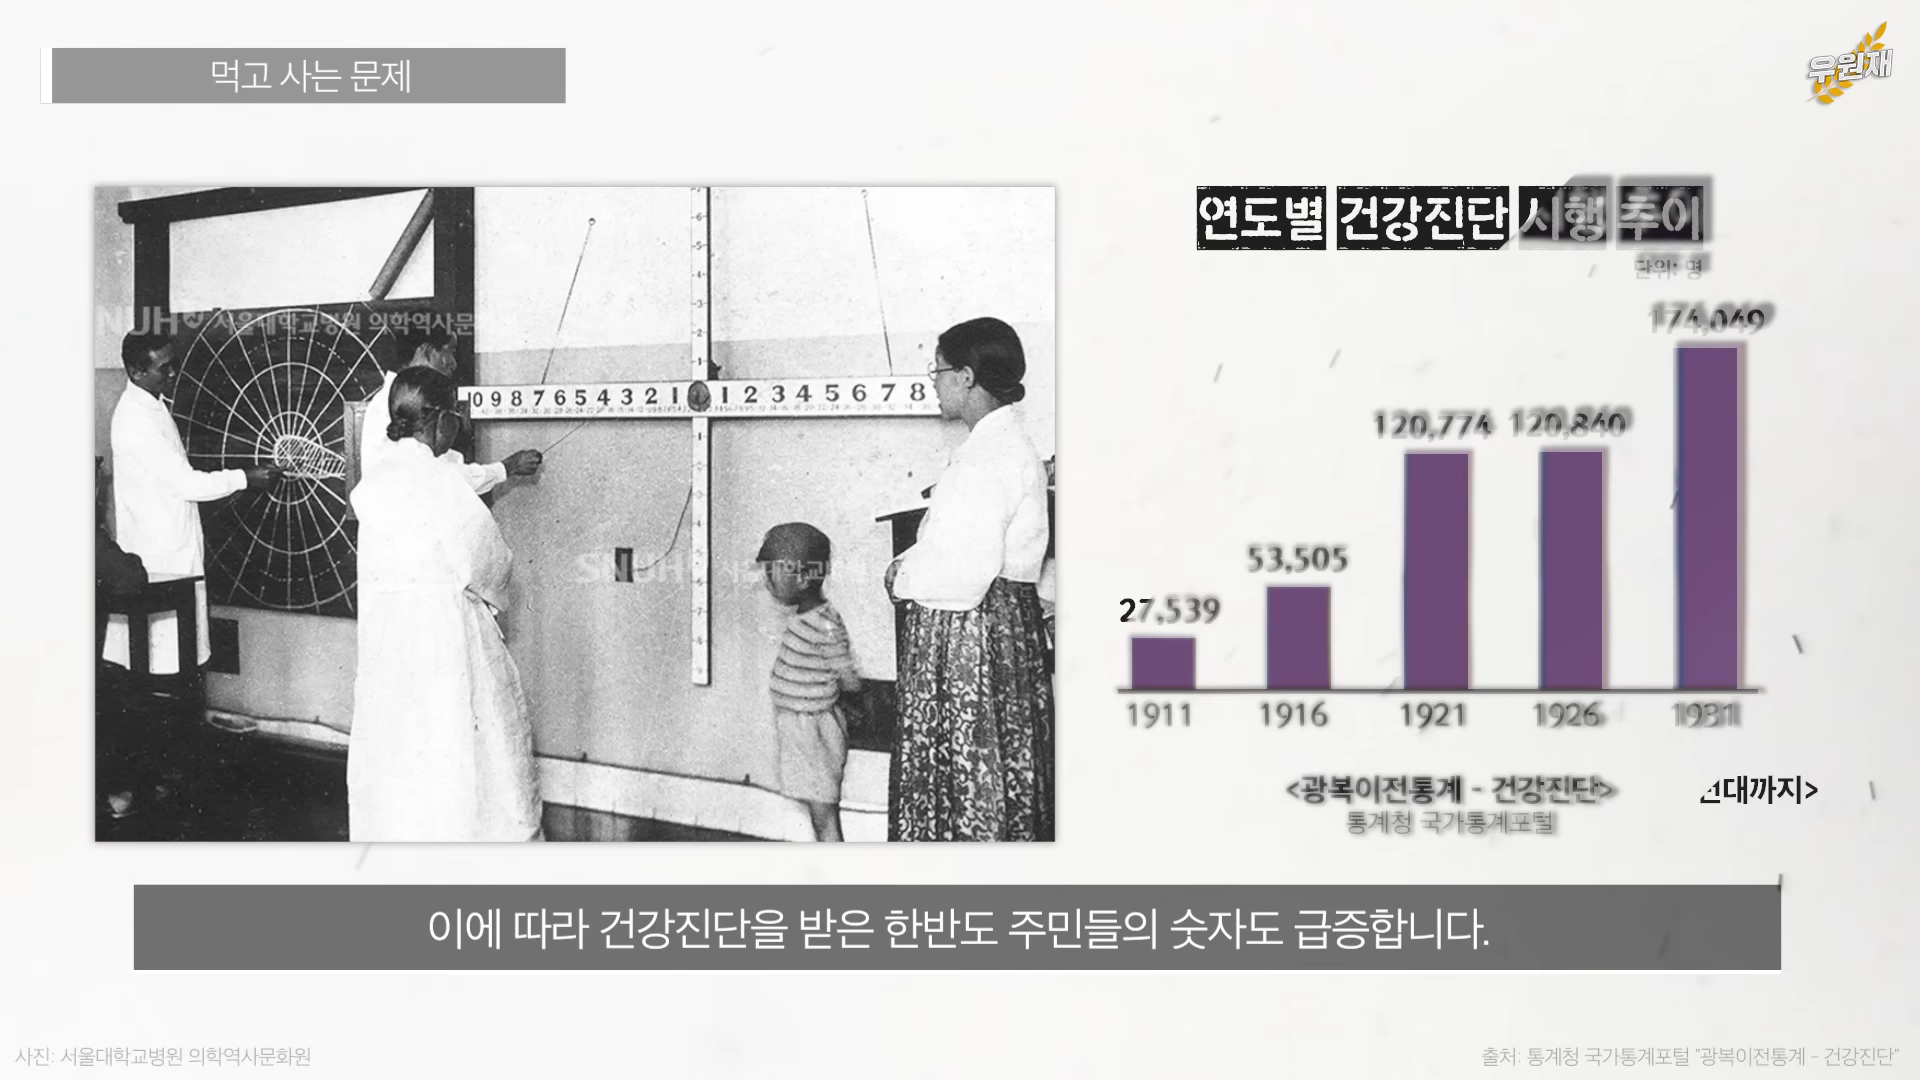 먹고 사는 문제
우원재
연도별 건강진단 시행 추이
단위: 명
서울대학교병원 의학역사문
10 9 8 7 6 5 4 3 2 1 1 2 3 4 5 6 7 8
SNUH
27,539
53,505
120,774
120,840
174,049
1911 1916 1921 1926 1931
<광복이전통계 - 건강진단>
대까지>
통계청 국가통계포털
이에 따라 건강진단을 받은 한반도 주민들의 숫자도 급증합니다.
사진: 서울대학교병원 의학역사문화원
출처: 통계청 국가통계포털 "광복이전통계 - 건강진단"